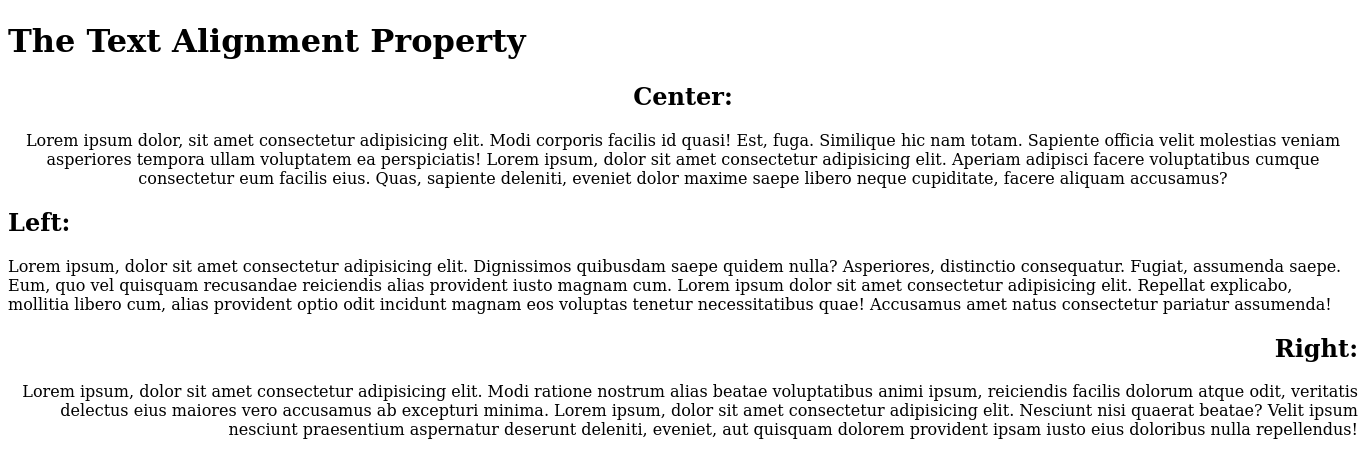 The Text Alignment Property
Center:
Lorem ipsum dolor, sit amet consectetur adipisicing elit. Modi corporis facilis id quasi! Est, fuga. Similique hic nam totam. Sapiente officia velit molestias veniam
asperiores tempora ullam voluptatem ea perspiciatis! Lorem ipsum, dolor sit amet consectetur adipisicing elit. Aperiam adipisci facere voluptatibus cumque
consectetur eum facilis eius. Quas, sapiente deleniti, eveniet dolor maxime saepe libero neque cupiditate, facere aliquam accusamus?
Left:
Lorem ipsum, dolor sit amet consectetur adipisicing elit. Dignissimos quibusdam saepe quidem nulla? Asperiores, distinctio consequatur. Fugiat, assumenda saepe.
Eum, quo vel quisquam recusandae reiciendis alias provident iusto magnam cum. Lorem ipsum dolor sit amet consectetur adipisicing elit. Repellat explicabo,
mollitia libero cum, alias provident optio odit incidunt magnam eos voluptas tenetur necessitatibus quae! Accusamus amet natus consectetur pariatur assumenda!
Right:
Lorem ipsum, dolor sit amet consectetur adipisicing elit. Modi ratione nostrum alias beatae voluptatibus animi ipsum, reiciendis facilis dolorum atque odit, veritatis
delectus eius maiores vero accusamus ab excepturi minima. Lorem ipsum, dolor sit amet consectetur adipisicing elit. Nesciunt nisi quaerat beatae? Velit ipsum
nesciunt praesentium aspernatur deserunt deleniti, eveniet, aut quisquam dolorem provident ipsam iusto eius doloribus nulla repellendus!